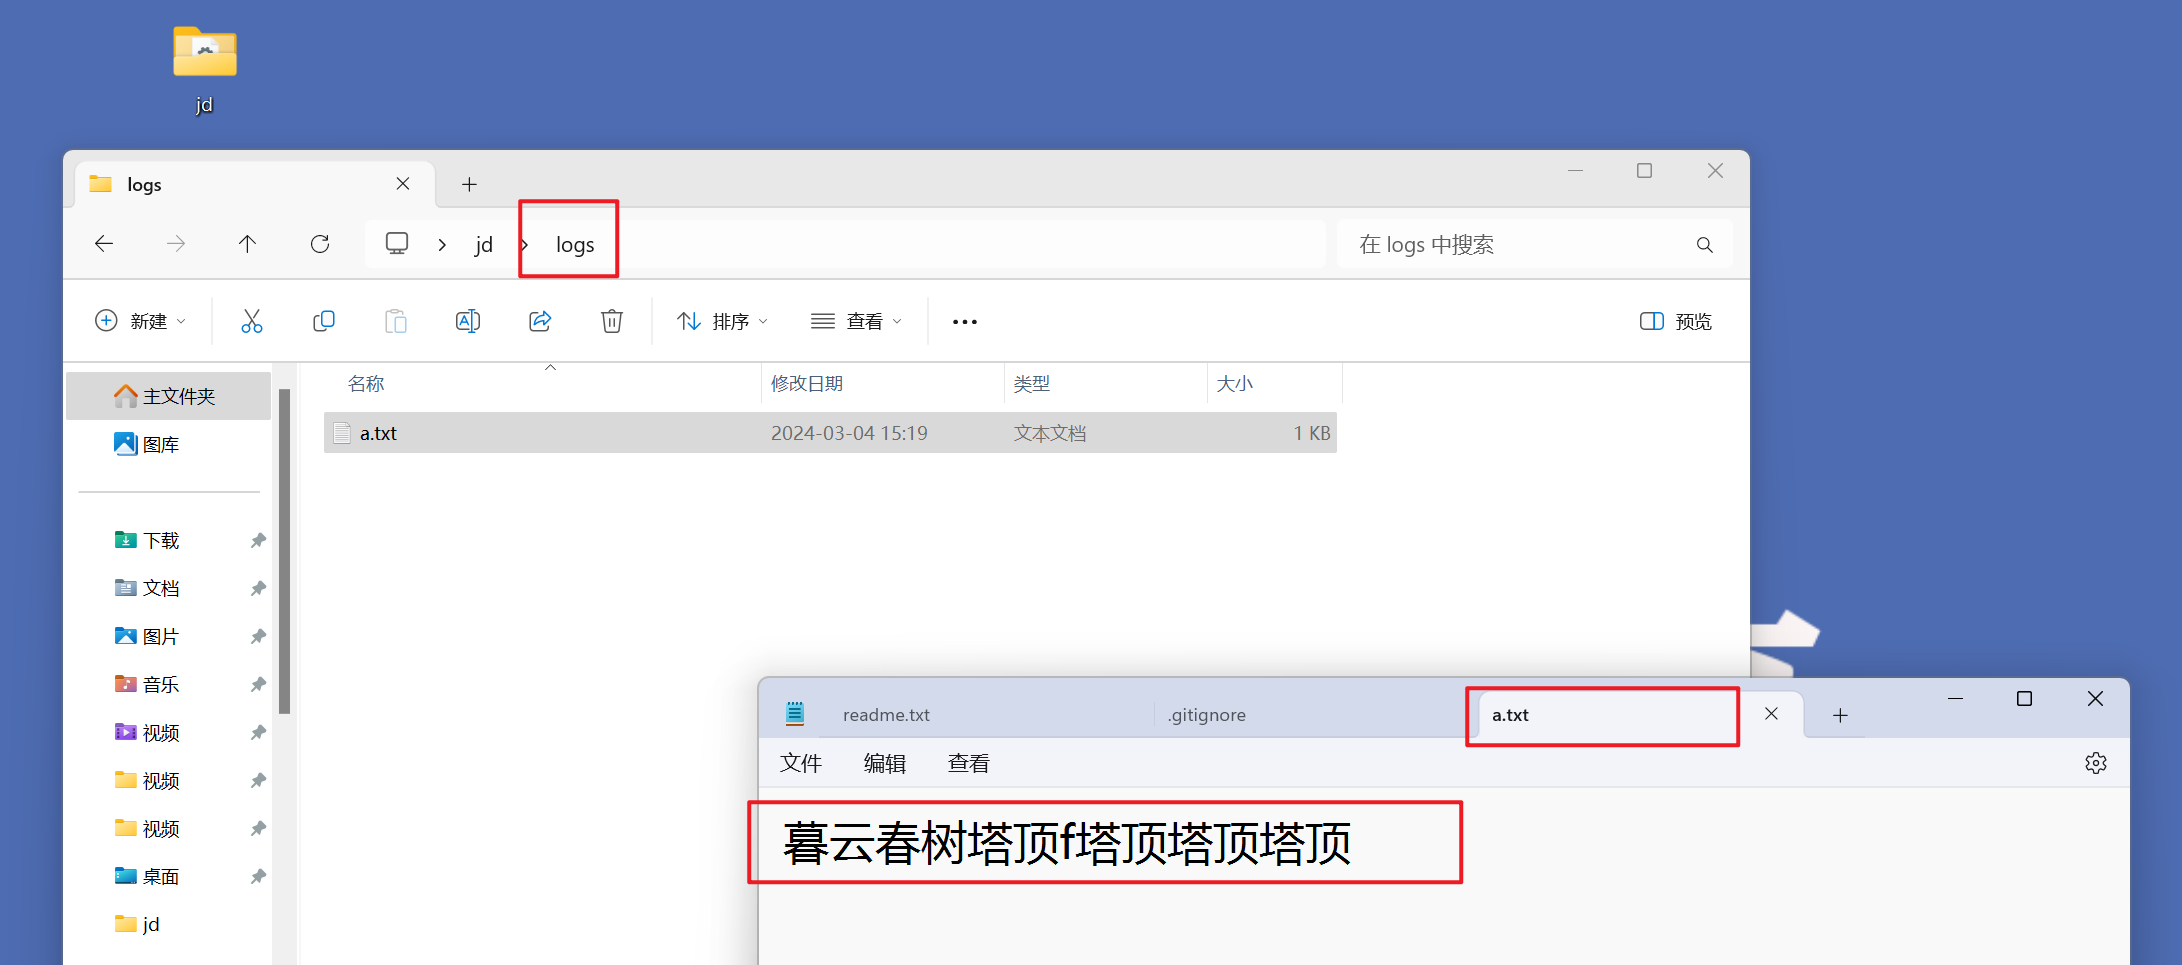 jd
logs
jd
logs
在 logs 中搜索
新建
排序
查看
预览
名称
修改日期
类型
大小
a.txt
2024-03-04 15:19
文本文档
1 KB
主文件夹
图库
下载
文档
图片
音乐
视频
视频
视频
桌面
jd
readme.txt
.gitignore
a.txt
文件
编辑
查看
暮云春树塔顶f塔顶塔顶塔顶